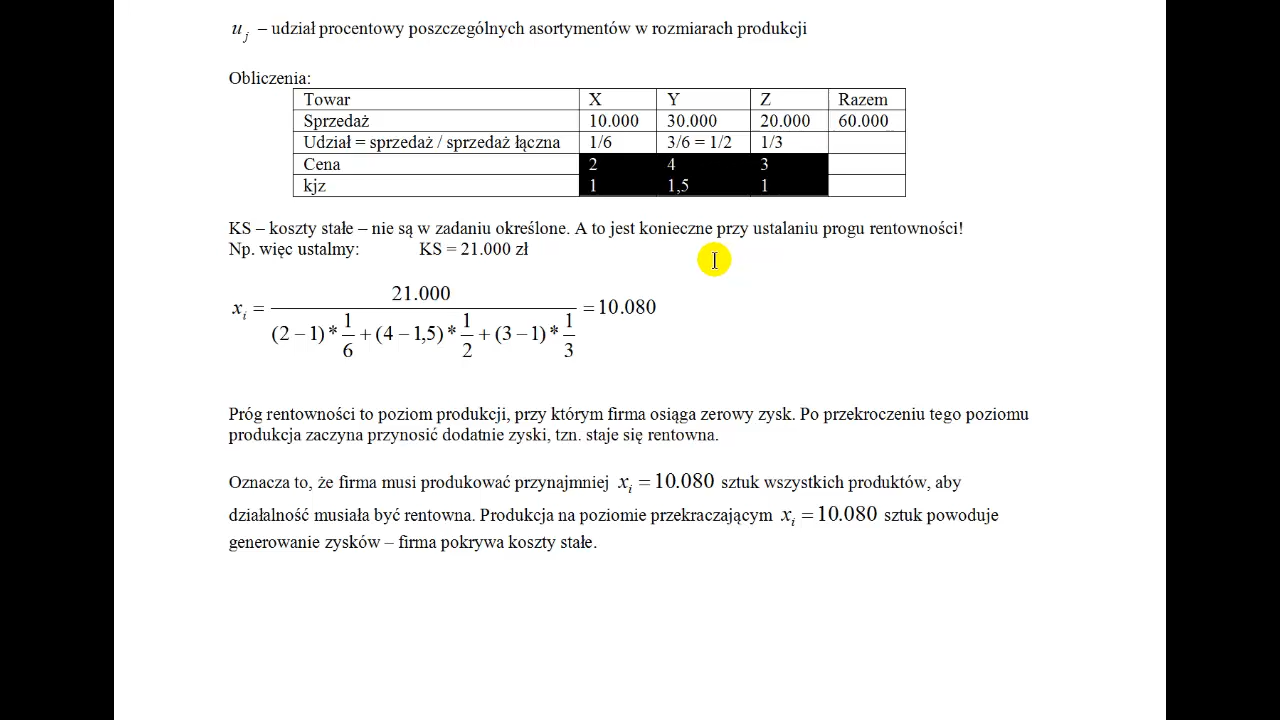 u j – udział procentowy poszczególnych asortymentów w rozmiarach produkcji
Obliczenia:
Towar X Y Z Razem
Sprzedaż 10.000 30.000 20.000 60.000
Udział = sprzedaż / sprzedaż łączna 1/6 3/6 = 1/2 1/3
Cena 2 4 3
kjz 1 1,5 1
KS – koszty stałe – nie są w zadaniu określone. A to jest konieczne przy ustalaniu progu rentowności!
Np. więc ustalmy: KS = 21.000 zł
x i = 21.000 / ((2 − 1) * 1/6 + (4 − 1,5) * 1/2 + (3 − 1) * 1/3) = 10.080
Próg rentowności to poziom produkcji, przy którym firma osiąga zerowy zysk. Po przekroczeniu tego poziomu
produkcja zaczyna przynosić dodatnie zyski, tzn. staje się rentowna.
Oznacza to, że firma musi produkować przynajmniej x i = 10.080 sztuk wszystkich produktów, aby
działalność musiała być rentowna. Produkcja na poziomie przekraczającym x i = 10.080 sztuk powoduje
generowanie zysków – firma pokrywa koszty stałe.